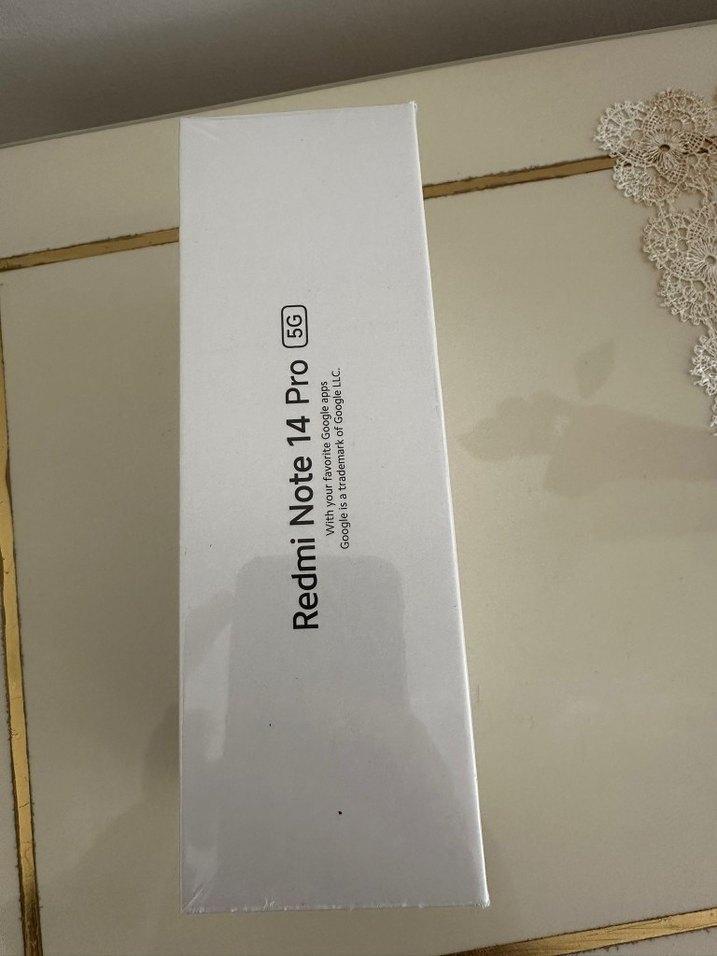 Redmi Note 14 Pro 5G
With your favorite Google apps
Google is a trademark of Google LLC.